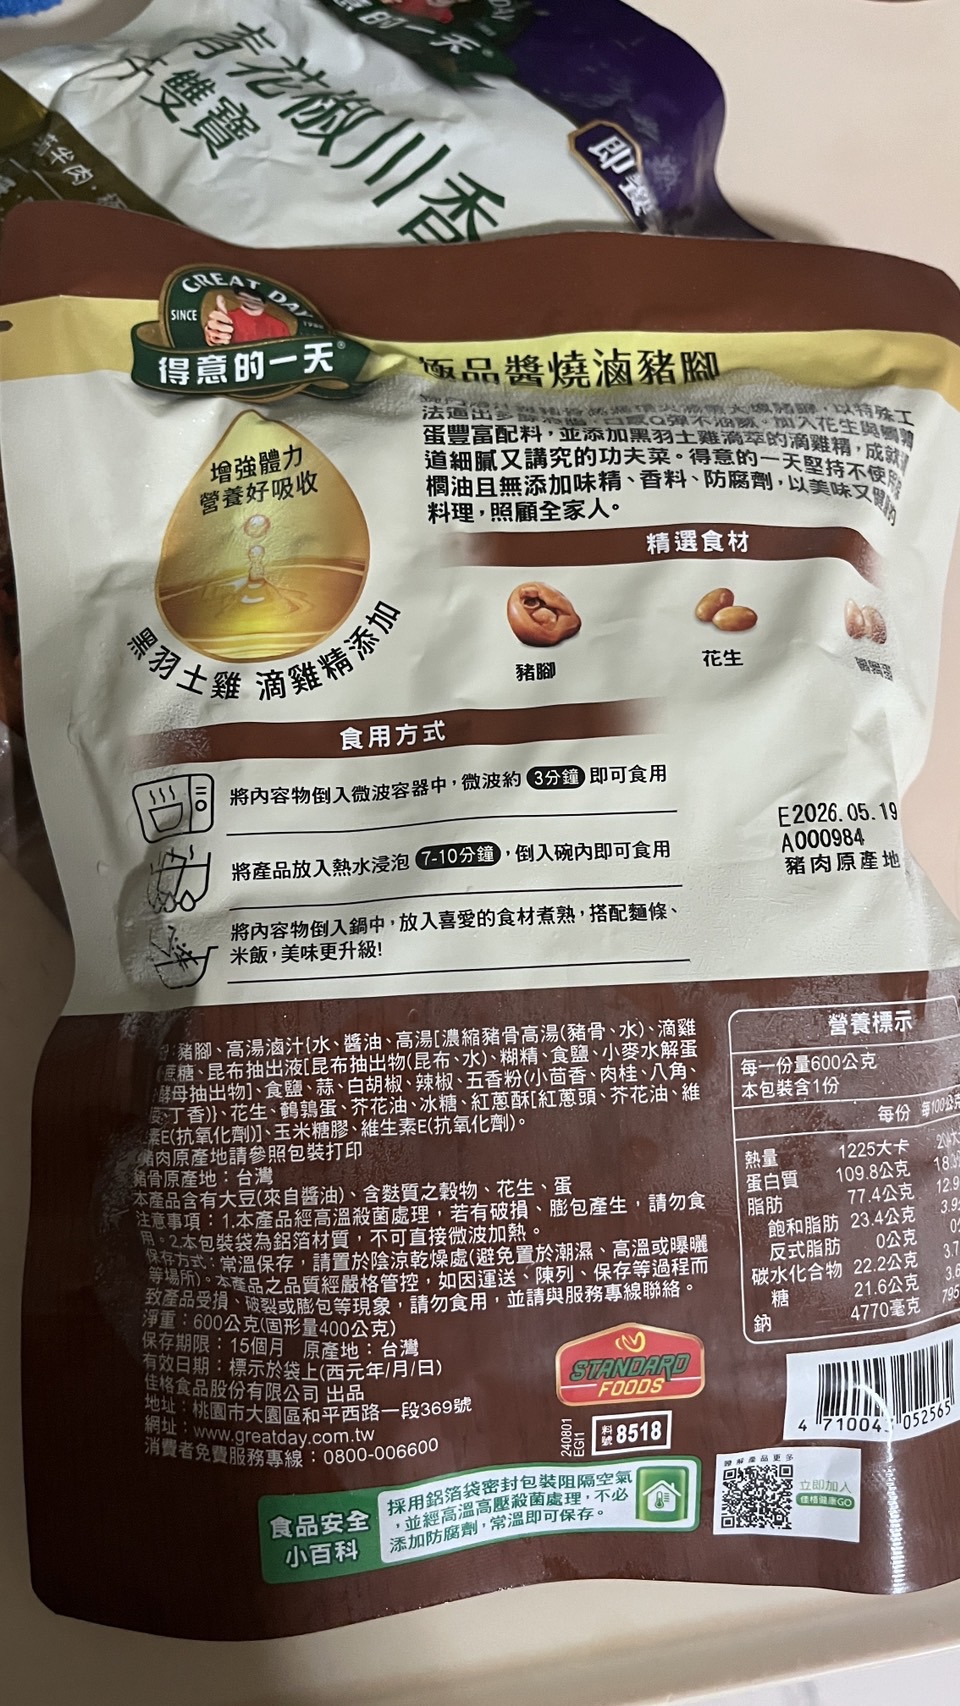 青花椒川香
牛雙寶
即
GREAT DAY
SINCE
得意的一天
極品醬燒滷豬腳
蛋豐富配料，並添加黑羽土雞滴萃的滴雞精，成就
道細膩又講究的功夫菜。得意的一天堅持不使用
櫚油且無添加味精、香料、防腐劑，以美味又
料理，照顧全家人。
增強體力
營養好吸收
黑羽土雞 滴雞精添加
精選食材
豬腳
花生
食用方式
將內容物倒入微波容器中，微波約 3分鐘 即可食用
將產品放入熱水浸泡 7-10分鐘，倒入碗內即可食用
將內容物倒入鍋中，放入喜愛的食材煮熟，搭配麵條、
米飯，美味更升級!
E2026.05.19
A000984
豬肉原產地
豬腳、高湯滷汁{水、醬油、高湯[濃縮豬骨高湯(豬骨、水)、滴雞
蔗糖、昆布抽出液[昆布抽出物(昆布、水)、糊精、食鹽、小麥水解蛋
酵母抽出物]、食鹽、蒜、白胡椒、辣椒、五香粉(小茴香、肉桂、八角、
丁香)}、花生、鵪鶉蛋、芥花油、冰糖、紅蔥酥[紅蔥頭、芥花油、維
素E(抗氧化劑)]、玉米糖膠、維生素E(抗氧化劑)。
豬肉原產地請參照包裝打印
豬骨原產地：台灣
本產品含有大豆(來自醬油)、含麩質之穀物、花生、蛋
注意事項：1.本產品經高溫殺菌處理，若有破損、膨包產生，請勿食
用。2.本包裝袋為鋁箔材質，不可直接微波加熱。
保存方式：常溫保存，請置於陰涼乾燥處(避免置於潮濕、高溫或曝曬
等場所)。本產品之品質經嚴格管控，如因運送、陳列、保存等過程而
致產品受損、破裂或膨包等現象，請勿食用，並請與服務專線聯絡。
淨重：600公克(固形量400公克)
保存期限：15個月 原產地：台灣
有效日期：標示於袋上(西元年/月/日)
佳格食品股份有限公司 出品
地址：桃園市大園區和平西路一段369號
網址：www.greatday.com.tw
消費者免費服務專線：0800-006600
營養標示
每一份量600公克
本包裝含1份
每份 每100公克
熱量 1225大卡
蛋白質 109.8公克
脂肪 77.4公克
飽和脂肪 23.4公克
反式脂肪 0公克
碳水化合物 22.2公克
糖 21.6公克
鈉 4770毫克
STANDARD
FOODS
240801
EGI1
料號 8518
4 710043 052565
瞭解產品更多
立即加入
佳格健康GO
食品安全
小百科
採用鋁箔袋密封包裝阻隔空氣
，並經高溫高壓殺菌處理，不必
添加防腐劑，常溫即可保存。